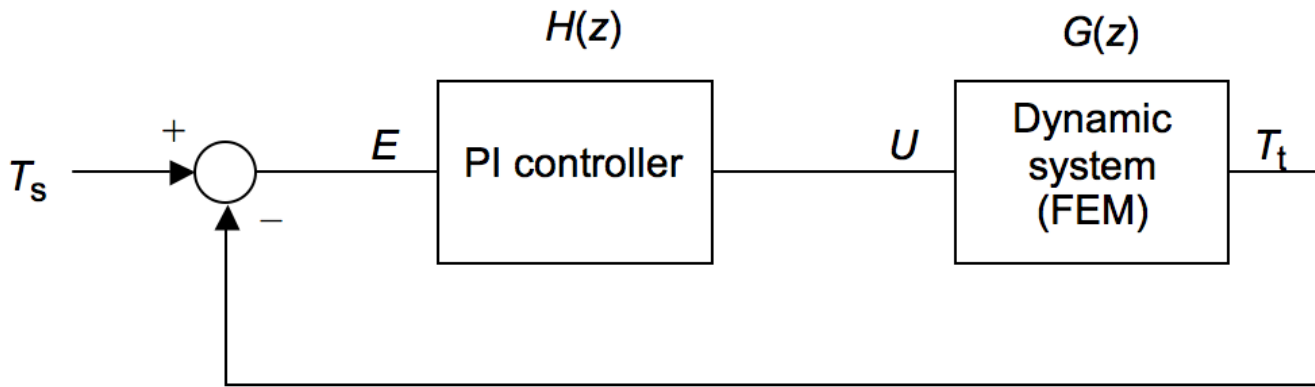 H(z)
G(z)
+
E
PI controller
U
Dynamic
system
(FEM)
Tt
Ts
−